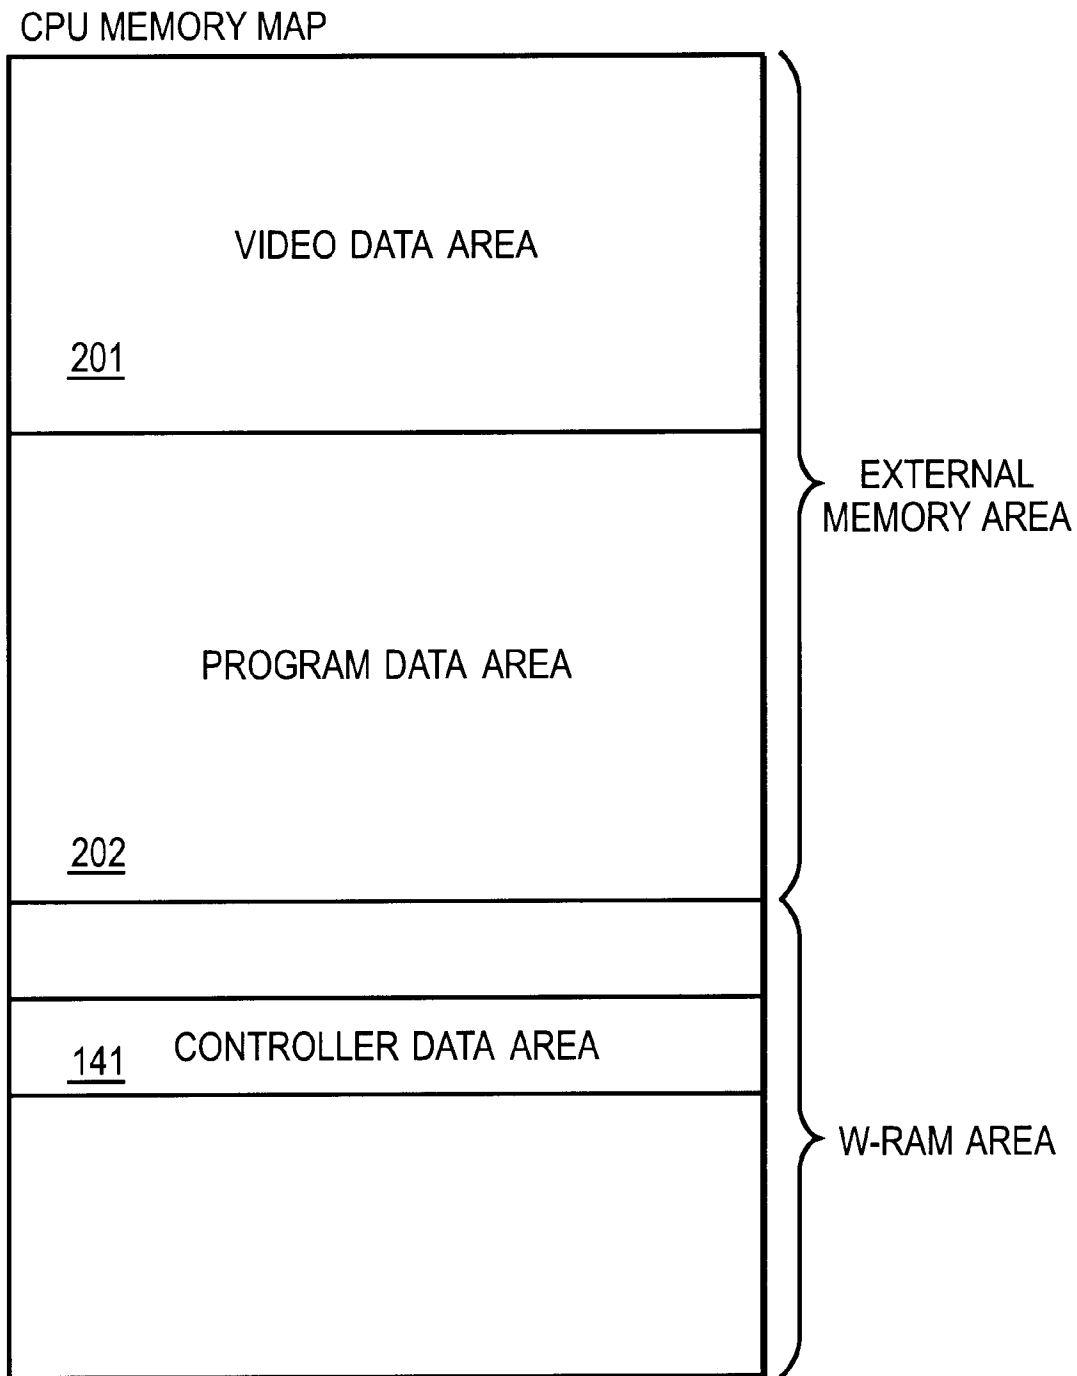 CPU MEMORY MAP
VIDEO DATA AREA
201
EXTERNAL
MEMORY AREA
PROGRAM DATA AREA
202
CONTROLLER DATA AREA
141
W-RAM AREA